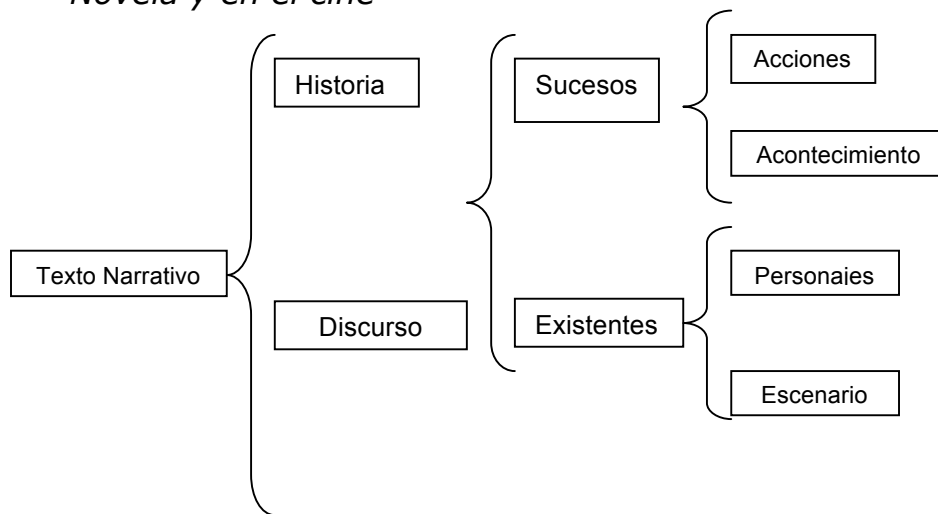 Novela y en el cine
Texto Narrativo
Historia
Discurso
Sucesos
Existentes
Acciones
Acontecimiento
Personajes
Escenario